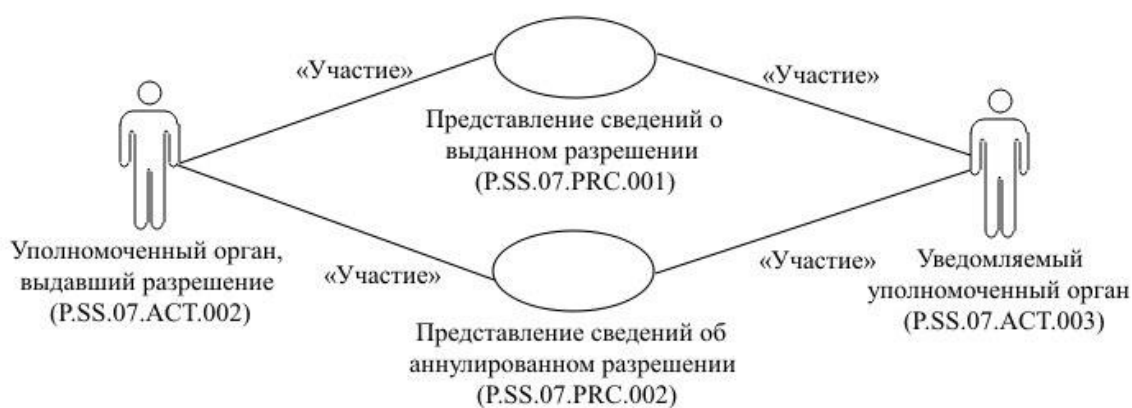 «Участие»
«Участие»
Представление сведений о
выданном разрешении
(P.SS.07.PRC.001)
Уполномоченный орган,
выдавший разрешение
(P.SS.07.ACT.002)
«Участие»
«Участие»
Уведомляемый
уполномоченный орган
(P.SS.07.ACT.003)
Представление сведений об
аннулированном разрешении
(P.SS.07.PRC.002)